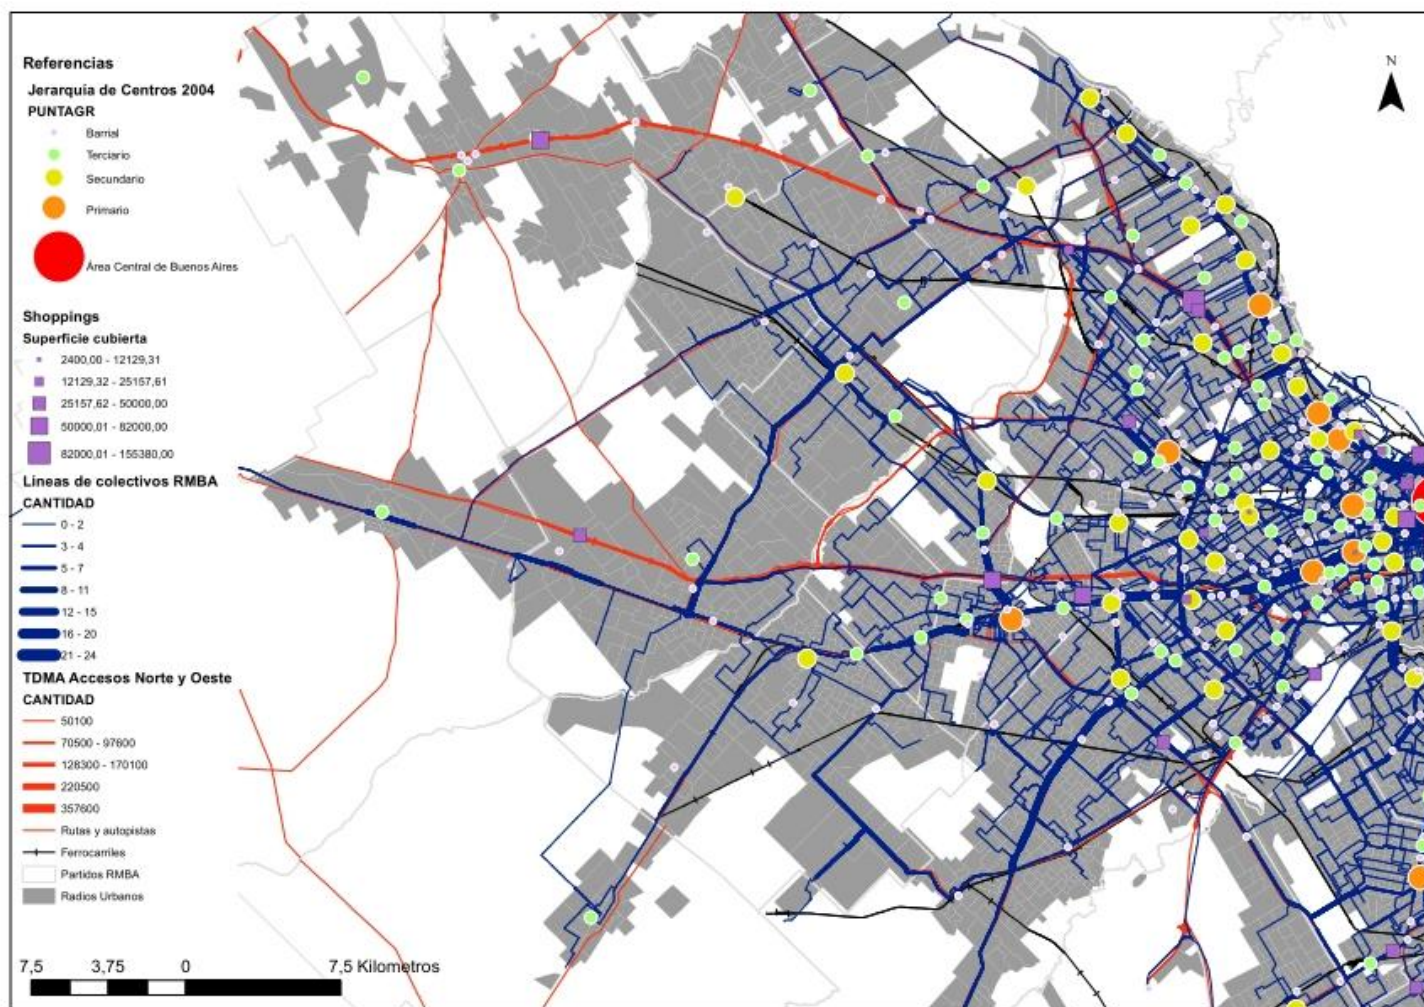 N
Referencias
Jerarquia de Centros 2004
PUNTAGR
Barrial
Terciario
Secundario
Primario
Área Central de Buenos Aires
Shoppings
Superficie cubierta
2400,00 - 12129,31
12129,32 - 25157,61
25157,62 - 50000,00
50000,01 - 82000,00
82000,01 - 155380,00
Líneas de colectivos RMBA
CANTIDAD
0 - 2
3 - 4
5 - 7
8 - 11
12 - 15
16 - 20
21 - 24
TDMA Accesos Norte y Oeste
CANTIDAD
50100
70500 - 97600
128300 - 170100
220500
357600
Rutas y autopistas
Ferrocarriles
Partidos RMBA
Radios Urbanos
7,5 3,75 0 7,5 Kilometros